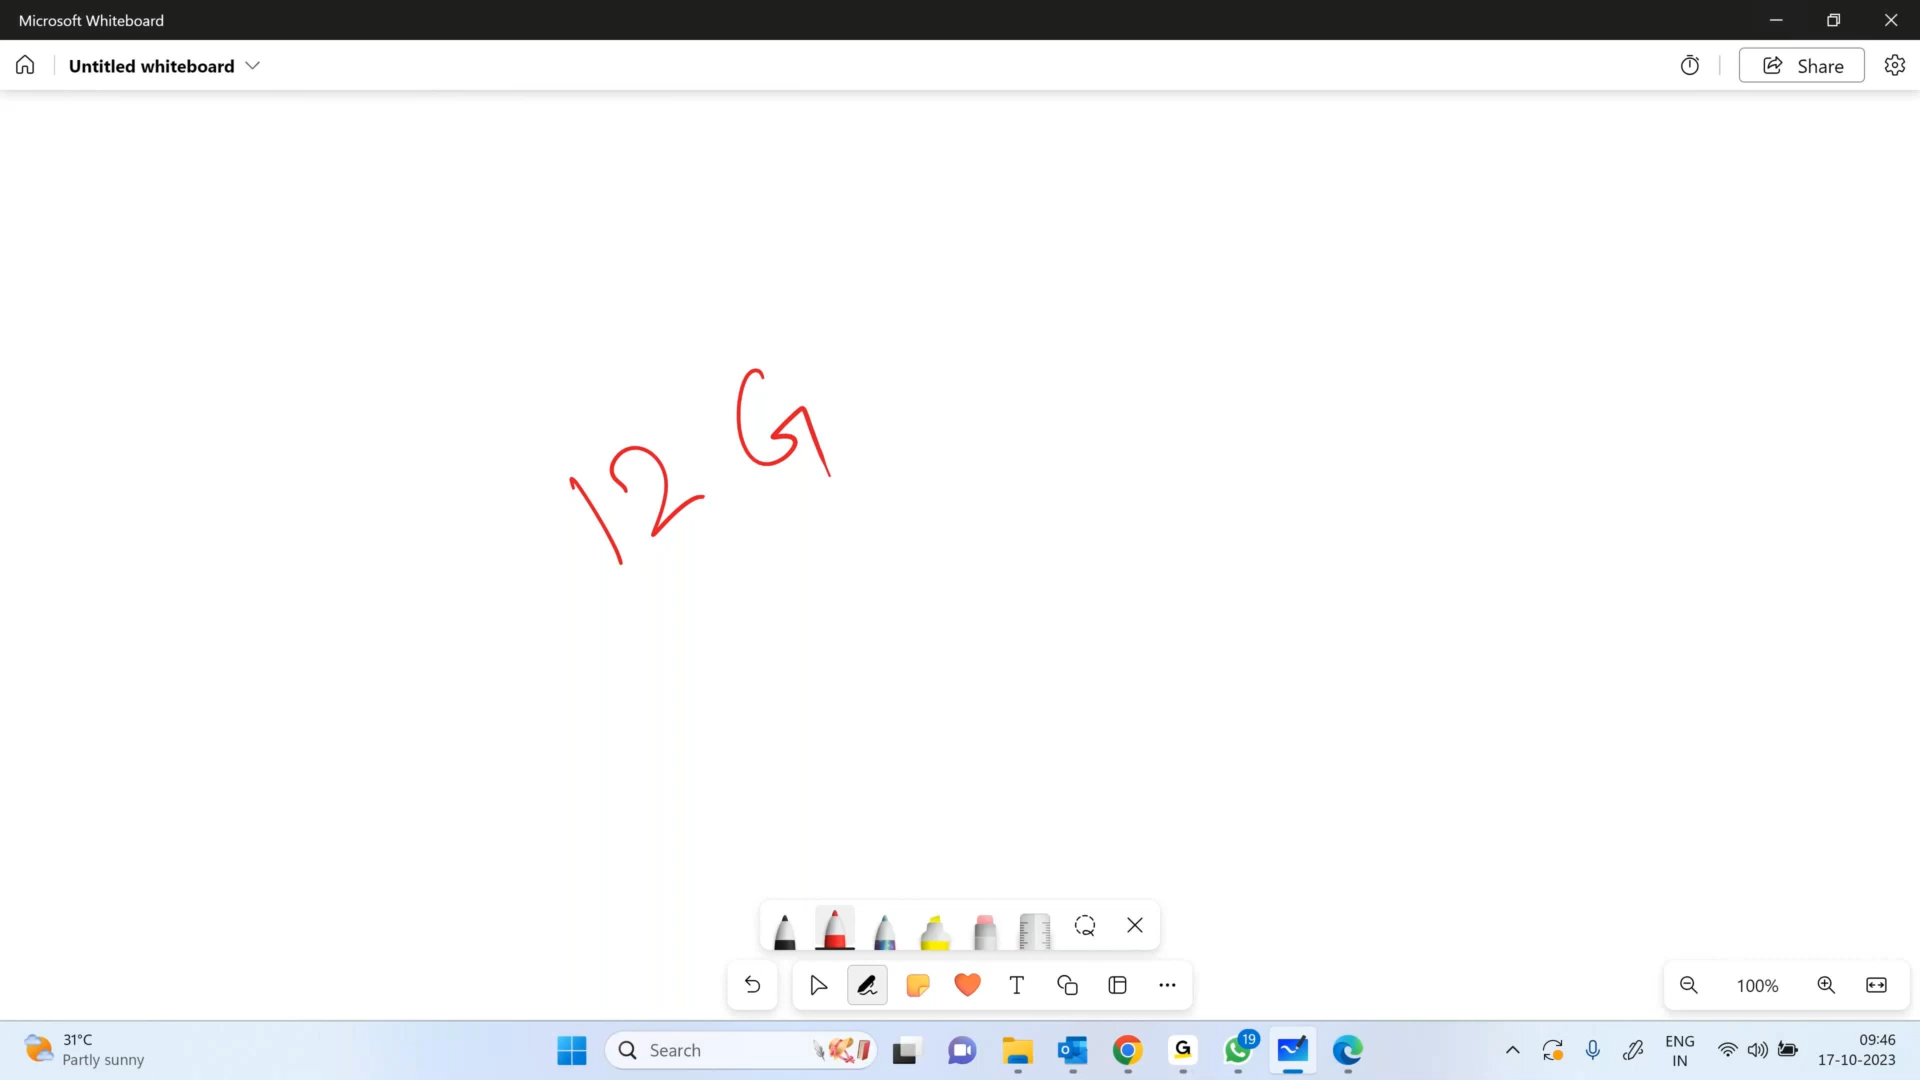 Microsoft Whiteboard
Untitled whiteboard
Share
12 G
100%
31°C
Partly sunny
Search
19
ENG
IN
09:46
17-10-2023